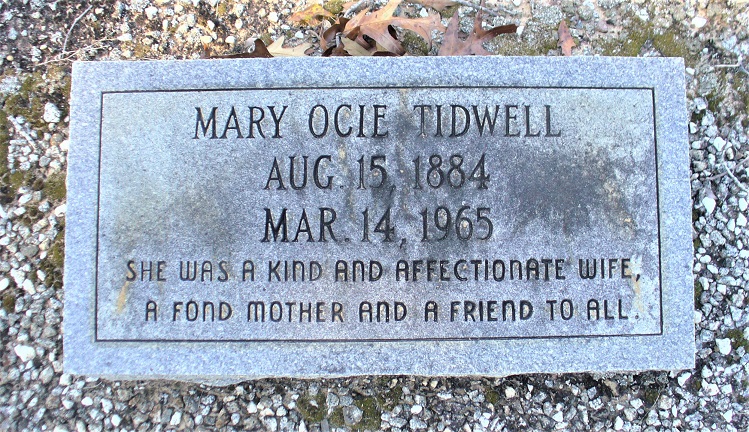 MARY OCIE TIDWELL
AUG. 15, 1884
MAR. 14, 1965
SHE WAS A KIND AND AFFECTIONATE WIFE,
A FOND MOTHER AND A FRIEND TO ALL.